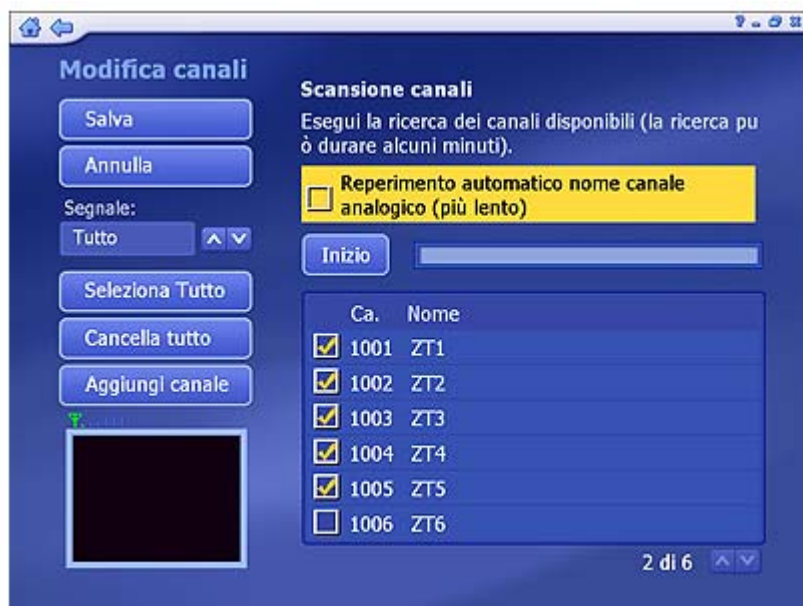 Modifica canali
Salva
Annulla
Segnale:
Tutto
Seleziona Tutto
Cancella tutto
Aggiungi canale
Scansione canali
Esegui la ricerca dei canali disponibili (la ricerca pu
ò durare alcuni minuti).
Reperimento automatico nome canale
analogico (più lento)
Inizio
Ca. Nome
1001 ZT1
1002 ZT2
1003 ZT3
1004 ZT4
1005 ZT5
1006 ZT6
2 di 6